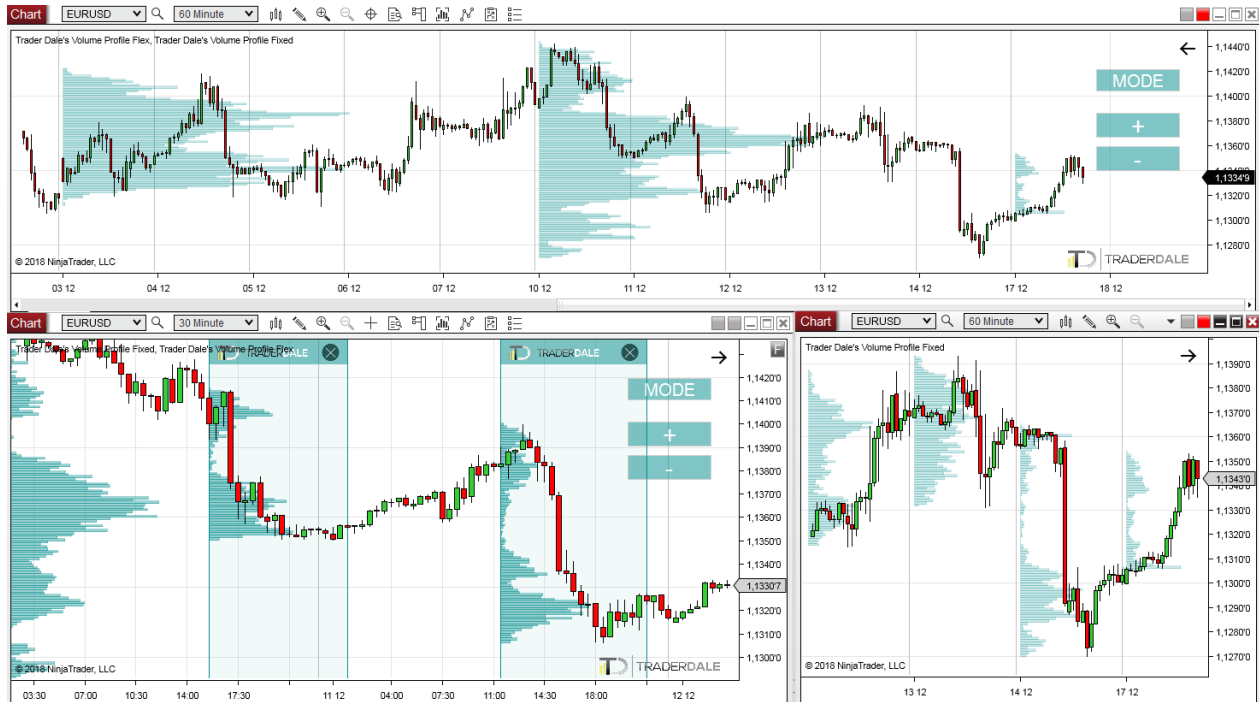 Chart EURUSD 60 Minute
Trader Dale's Volume Profile Flex, Trader Dale's Volume Profile Fixed
MODE
+
-
1,1440'0
1,1420'0
1,1400'0
1,1380'0
1,1360'0
1,1334'9
1,1320'0
1,1300'0
1,1280'0
© 2018 NinjaTrader, LLC
TRADERDALE
03 12 04 12 05 12 06 12 07 12 10 12 11 12 12 12 13 12 14 12 17 12 18 12
Chart EURUSD 30 Minute
Trader Dale's Volume Profile Fixed, Trader Dale's Volume Profile Flex
TRADERDALE
TRADERDALE
F
MODE
+
-
1,1420'0
1,1410'0
1,1400'0
1,1390'0
1,1380'0
1,1370'0
1,1360'0
1,1350'0
1,1340'0
1,1330'7
1,1320'0
1,1310'0
1,1300'0
© 2018 NinjaTrader, LLC
TRADERDALE
03:30 07:00 10:30 14:00 17:30 11 12 04:00 07:30 11:00 14:30 18:00 12 12
Chart EURUSD 60 Minute
Trader Dale's Volume Profile Fixed
1,1390'0
1,1380'0
1,1370'0
1,1360'0
1,1350'0
1,1343'0
1,1330'0
1,1320'0
1,1310'0
1,1300'0
1,1290'0
1,1280'0
1,1270'0
© 2018 NinjaTrader, LLC
13 12 14 12 17 12